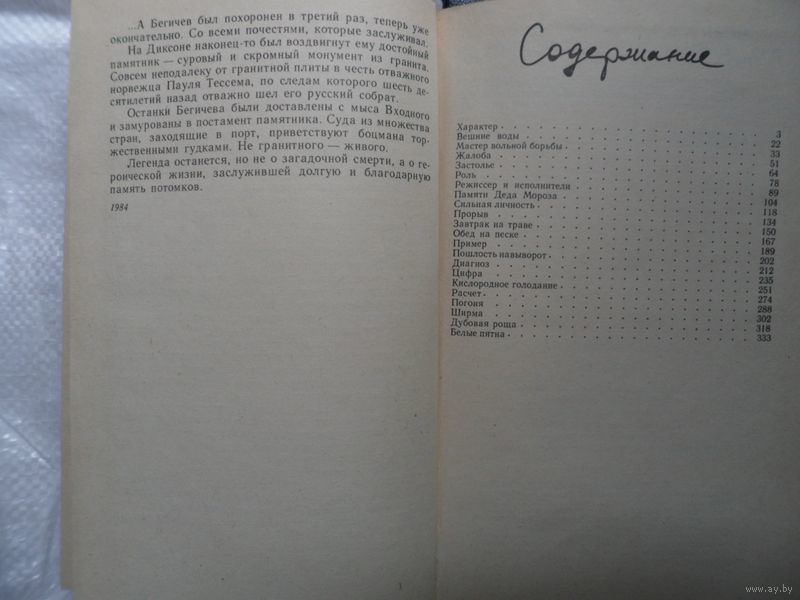 ...А Бегичев был похоронен в третий раз, теперь уже
окончательно. Со всеми почестями, которые заслуживал.
На Диксоне наконец-то был воздвигнут ему достойный
памятник — суровый и скромный монумент из гранита.
Совсем неподалеку от гранитной плиты в честь отважного
норвежца Пауля Тессема, по следам которого шесть де-
сятилетий назад отважно шел его русский собрат.
Останки Бегичева были доставлены с мыса Входного
и замурованы в постамент памятника. Суда из множества
стран, заходящие в порт, приветствуют боцмана тор-
жественными гудками. Не гранитного — живого.
Легенда останется, но не о загадочной смерти, а о ге-
роической жизни, заслужившей долгую и благодарную
память потомков.
1984
1
Содержание
Характер . . . 3
Вешние воды . . . 22
Мастер вольной борьбы . . . 33
Жалоба . . . 51
Застолье . . . 64
Роль . . . 78
Режиссер и исполнители . . . 89
Памяти Деда Мороза . . . 104
Сильная личность . . . 118
Прорыв . . . 134
Завтрак на траве . . . 150
Обед на песке . . . 167
Пример . . . 189
Пошлость навыворот . . . 202
Диагноз . . . 212
Цифра . . . 235
Кислородное голодание . . . 251
Расчет . . . 274
Погоня . . . 288
Ширма . . . 302
Дубовая роща . . . 318
Белые пятна . . . 333
www.ay.by